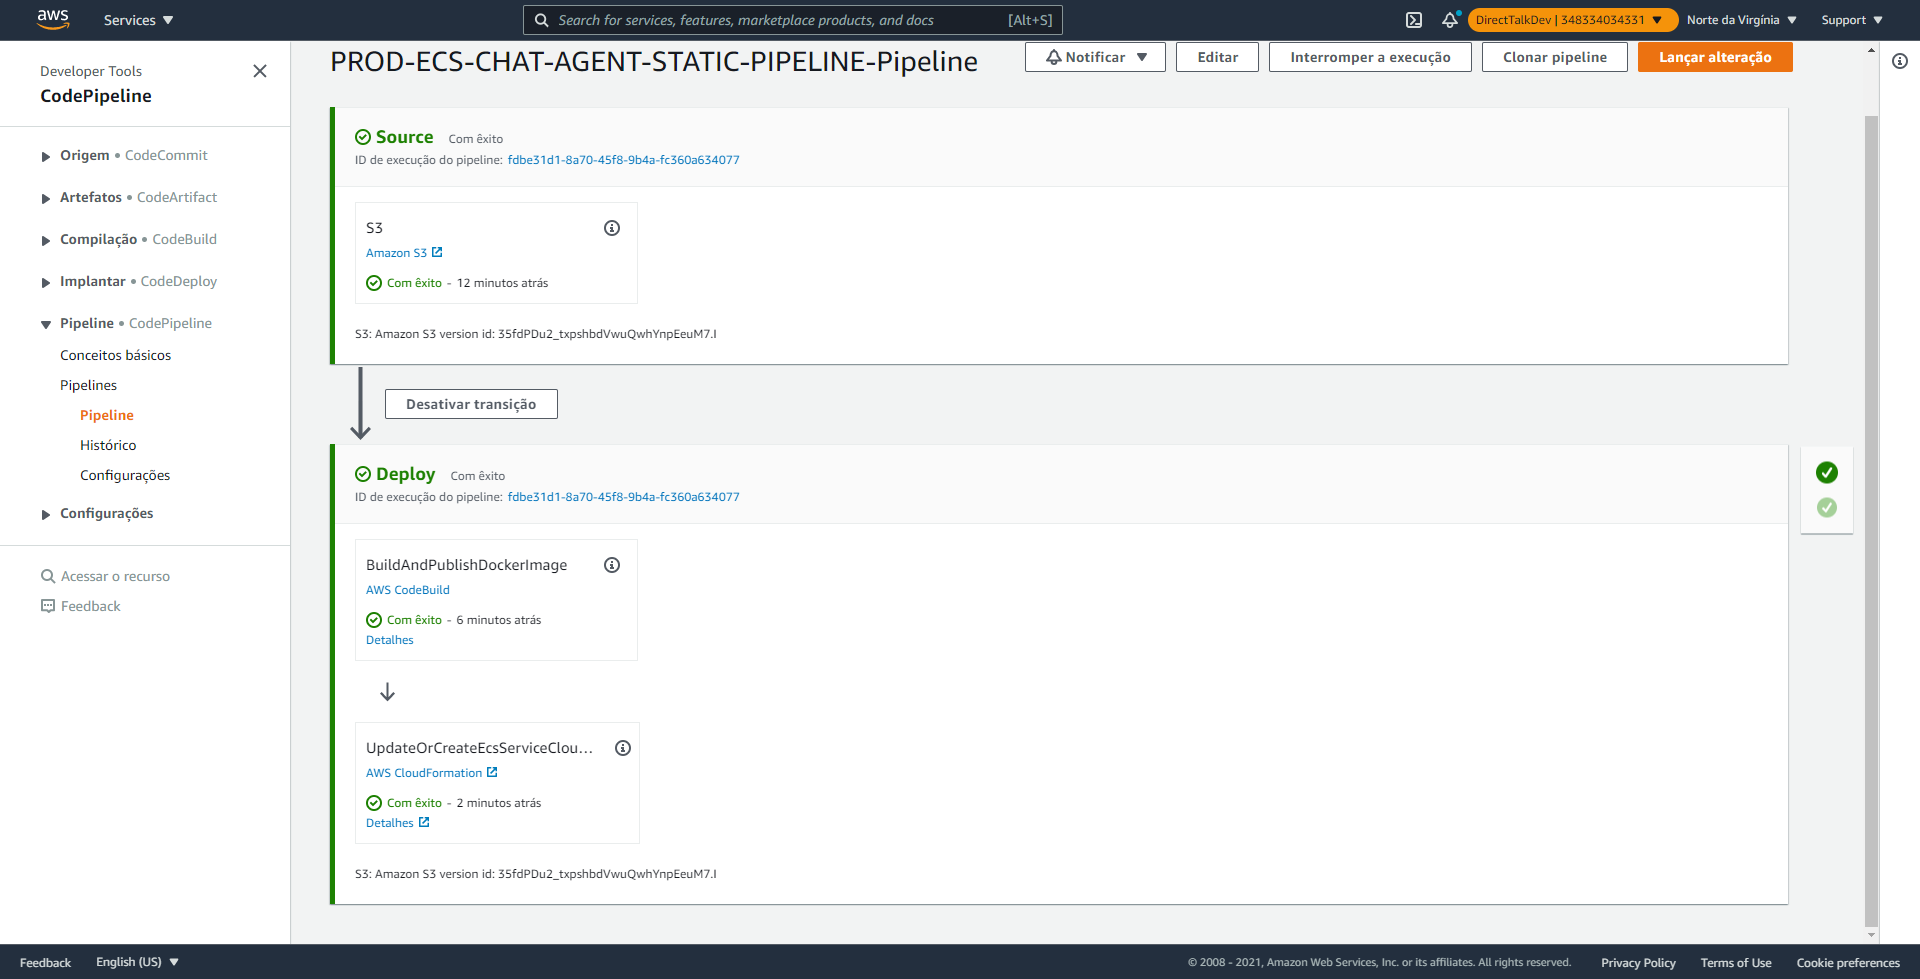 aws
Services
Search for services, features, marketplace products, and docs [Alt+S]
DirectTalkDev | 348334034331
Norte da Virgínia
Support
Developer Tools
CodePipeline
Origem • CodeCommit
Artefatos • CodeArtifact
Compilação • CodeBuild
Implantar • CodeDeploy
Pipeline • CodePipeline
Conceitos básicos
Pipelines
Pipeline
Histórico
Configurações
Configurações
Acessar o recurso
Feedback
PROD-ECS-CHAT-AGENT-STATIC-PIPELINE-Pipeline
Notificar
Editar
Interromper a execução
Clonar pipeline
Lançar alteração
Source Com êxito
ID de execução do pipeline: fdbe31d1-8a70-45f8-9b4a-fc360a634077
S3
Amazon S3
Com êxito - 12 minutos atrás
S3: Amazon S3 version id: 35fdPDu2_txpshbdVwuQwhYnpEeuM7.I
Desativar transição
Deploy Com êxito
ID de execução do pipeline: fdbe31d1-8a70-45f8-9b4a-fc360a634077
BuildAndPublishDockerImage
AWS CodeBuild
Com êxito - 6 minutos atrás
Detalhes
UpdateOrCreateEcsServiceClou...
AWS CloudFormation
Com êxito - 2 minutos atrás
Detalhes
S3: Amazon S3 version id: 35fdPDu2_txpshbdVwuQwhYnpEeuM7.I
Feedback
English (US)
© 2008 - 2021, Amazon Web Services, Inc. or its affiliates. All rights reserved.
Privacy Policy
Terms of Use
Cookie preferences